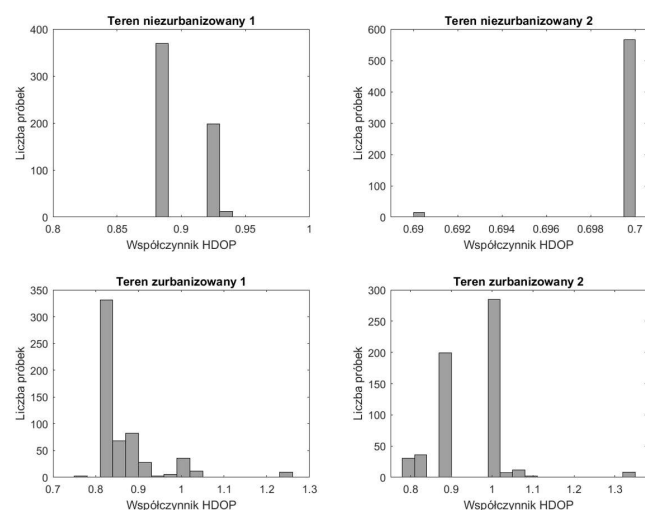 Teren niezurbanizowany 1
400
300
200
100
0
Liczba próbek
0.8 0.85 0.9 0.95 1
Współczynnik HDOP
Teren niezurbanizowany 2
600
500
400
300
200
100
0
Liczba próbek
0.69 0.692 0.694 0.696 0.698 0.7
Współczynnik HDOP
Teren zurbanizowany 1
350
300
250
200
150
100
50
0
Liczba próbek
0.7 0.8 0.9 1 1.1 1.2 1.3
Współczynnik HDOP
Teren zurbanizowany 2
300
250
200
150
100
50
0
Liczba próbek
0.8 0.9 1 1.1 1.2 1.3
Współczynnik HDOP